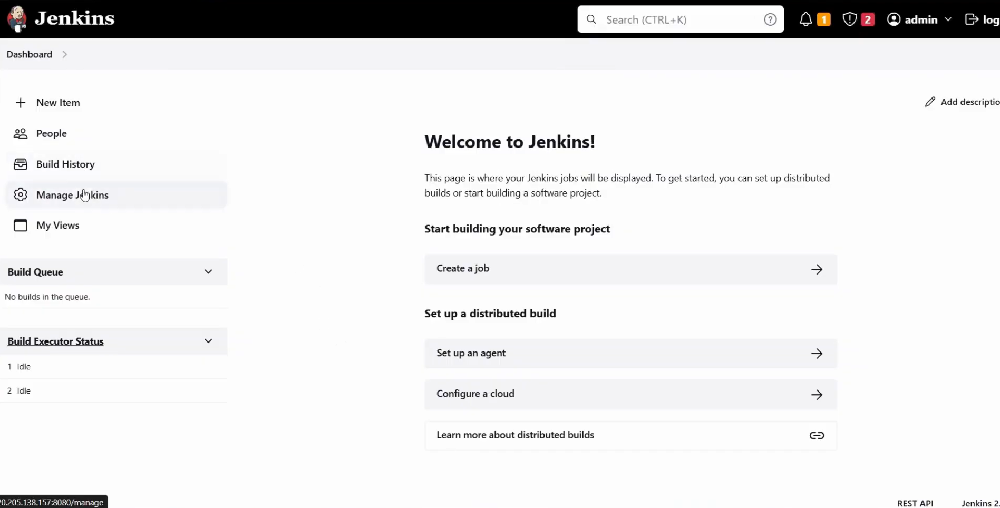 Jenkins
Search (CTRL+K)
1
2
admin
log
Dashboard
New Item
People
Build History
Manage Jenkins
My Views
Add descriptio
Welcome to Jenkins!
This page is where your Jenkins jobs will be displayed. To get started, you can set up distributed
builds or start building a software project.
Start building your software project
Create a job
Set up a distributed build
Set up an agent
Configure a cloud
Learn more about distributed builds
Build Queue
No builds in the queue.
Build Executor Status
1 Idle
2 Idle
20.205.138.157:8080/manage
REST API
Jenkins 2.